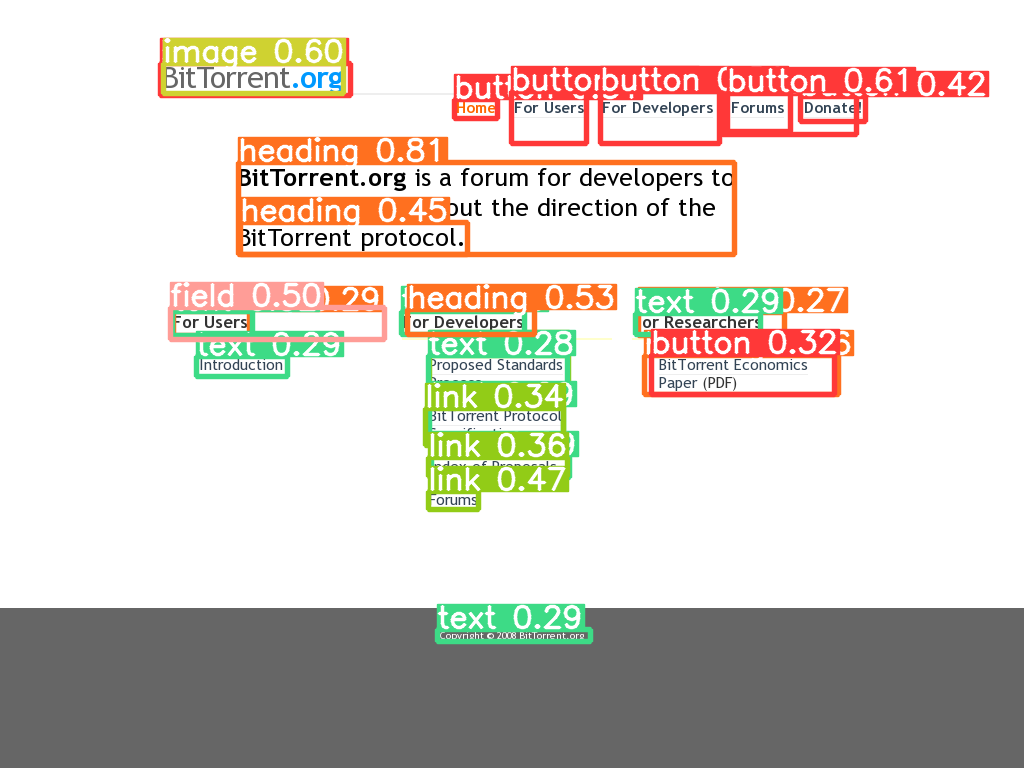 image 0.60
BitTorrent.org
button 0.61 0.42
Home
For Users
For Developers
Forums
Donate!
heading 0.81
BitTorrent.org is a forum for developers to
heading 0.45 out the direction of the
BitTorrent protocol.
field 0.50 0.29
heading 0.53
text 0.29 0.27
For Users
For Developers
or Researchers
text 0.29
Introduction
text 0.28
Proposed Standards
link 0.34
BitTorrent Protocol
link 0.36
Index of Proposals
link 0.47
Forums
button 0.32
BitTorrent Economics
Paper (PDF)
text 0.29
Copyright © 2008 BitTorrent.org